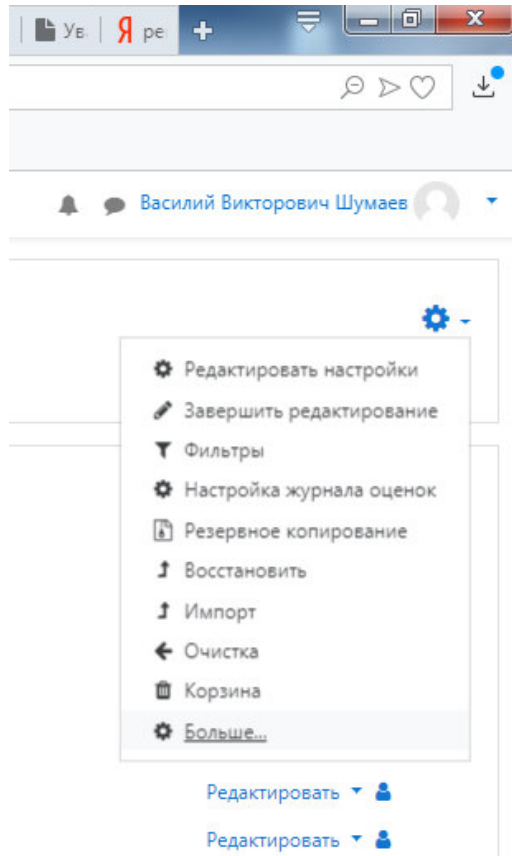 Ув Я ре
Василий Викторович Шумаев
Редактировать настройки
Завершить редактирование
Фильтры
Настройка журнала оценок
Резервное копирование
Восстановить
Импорт
Очистка
Корзина
Больше...
Редактировать
Редактировать